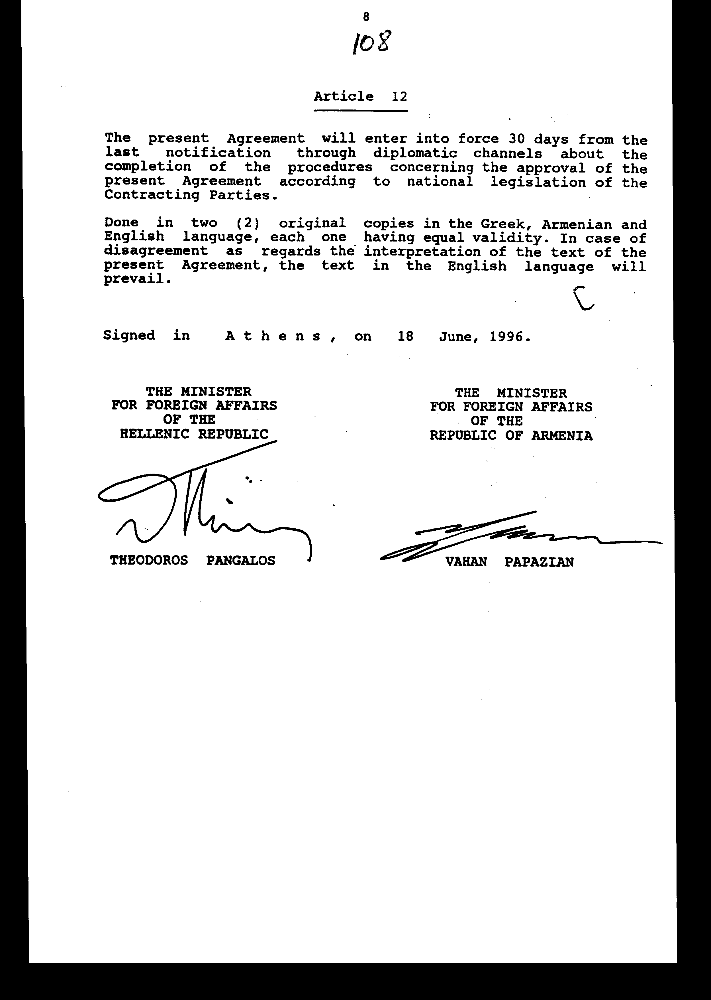 8
108
Article 12
The present Agreement will enter into force 30 days from the
last notification through diplomatic channels about the
completion of the procedures concerning the approval of the
present Agreement according to national legislation of the
Contracting Parties.
Done in two (2) original copies in the Greek, Armenian and
English language, each one having equal validity. In case of
disagreement as regards the interpretation of the text of the
present Agreement, the text in the English language will
prevail.
Signed in A t h e n s , on 18 June, 1996.
THE MINISTER
FOR FOREIGN AFFAIRS
OF THE
HELLENIC REPUBLIC
THEODOROS PANGALOS
THE MINISTER
FOR FOREIGN AFFAIRS
OF THE
REPUBLIC OF ARMENIA
VAHAN PAPAZIAN